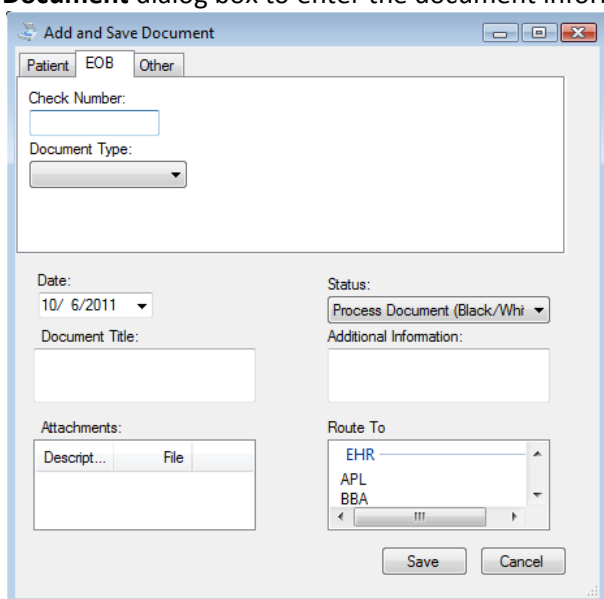 Document dialog box to enter the document infor
Add and Save Document
Patient EOB Other
Check Number:
Document Type:
Date: Status:
10/ 6/2011 Process Document (Black/Whi
Document Title: Additional Information:
Attachments: Route To
Descript... File EHR
APL
BBA
Save Cancel